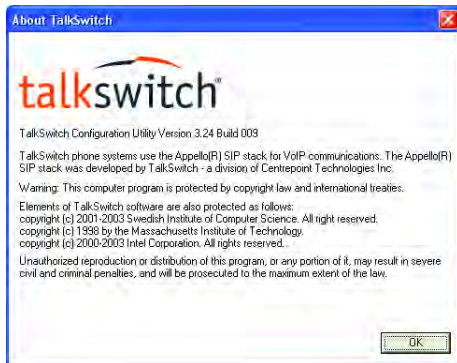 About TalkSwitch
talkswitch
TalkSwitch Configuration Utility Version 3.24 Build 009
TalkSwitch phone systems use the Appello(R) SIP stack for VoIP communications. The Appello(R)
SIP stack was developed by TalkSwitch - a division of Centrepoint Technologies Inc.
Warning: This computer program is protected by copyright law and international treaties.
Elements of TalkSwitch software are also protected as follows:
copyright (c) 2001-2003 Swedish Institute of Computer Science. All right reserved.
copyright (c) 1998 by the Massachusetts Institute of Technology.
copyright (c) 2000-2003 Intel Corporation. All rights reserved.
Unauthorized reproduction or distribution of this program, or any portion of it, may result in severe
civil and criminal penalties, and will be prosecuted to the maximum extent of the law.
OK